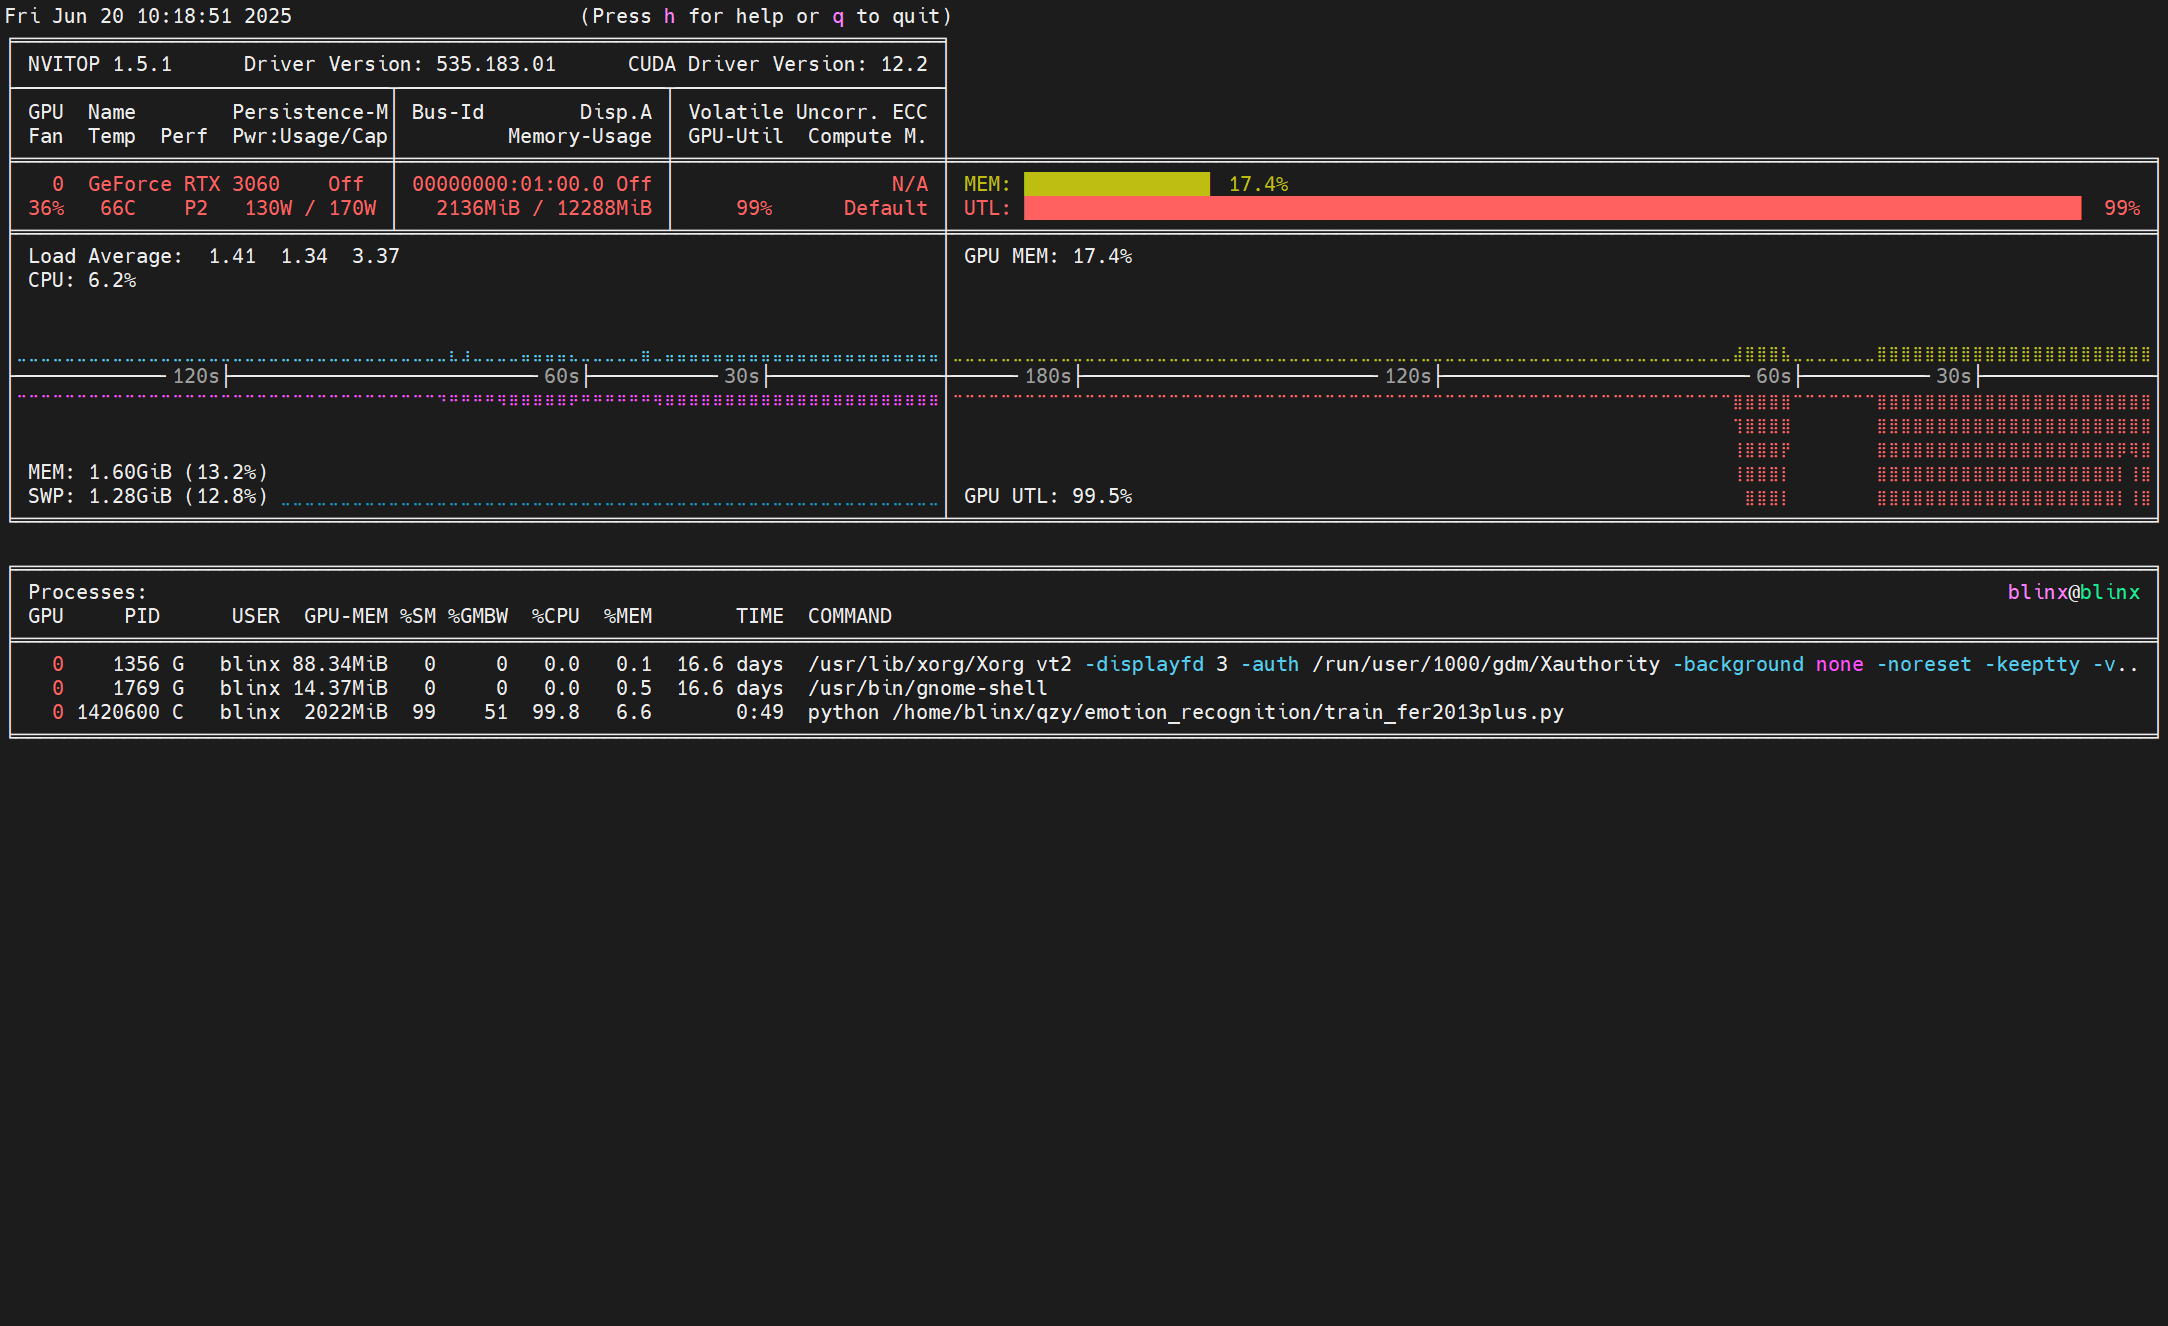 Fri Jun 20 10:18:51 2025 (Press h for help or q to quit)
NVITOP 1.5.1 Driver Version: 535.183.01 CUDA Driver Version: 12.2
GPU Name Persistence-M Bus-Id Disp.A Volatile Uncorr. ECC
Fan Temp Perf Pwr:Usage/Cap Memory-Usage GPU-Util Compute M.
0 GeForce RTX 3060 Off 00000000:01:00.0 Off N/A MEM: 17.4%
36% 66C P2 130W / 170W 2136MiB / 12288MiB 99% Default UTL: 99%
Load Average: 1.41 1.34 3.37 GPU MEM: 17.4%
CPU: 6.2%
120s 60s 30s 180s 120s 60s 30s
MEM: 1.60GiB (13.2%)
SWP: 1.28GiB (12.8%) GPU UTL: 99.5%
Processes: blinx@blinx
GPU PID USER GPU-MEM %SM %GMBW %CPU %MEM TIME COMMAND
0 1356 G blinx 88.34MiB 0 0 0.0 0.1 16.6 days /usr/lib/xorg/Xorg vt2 -displayfd 3 -auth /run/user/1000/gdm/Xauthority -background none -noreset -keeptty -v..
0 1769 G blinx 14.37MiB 0 0 0.0 0.5 16.6 days /usr/bin/gnome-shell
0 1420600 C blinx 2022MiB 99 51 99.8 6.6 0:49 python /home/blinx/qzy/emotion_recognition/train_fer2013plus.py